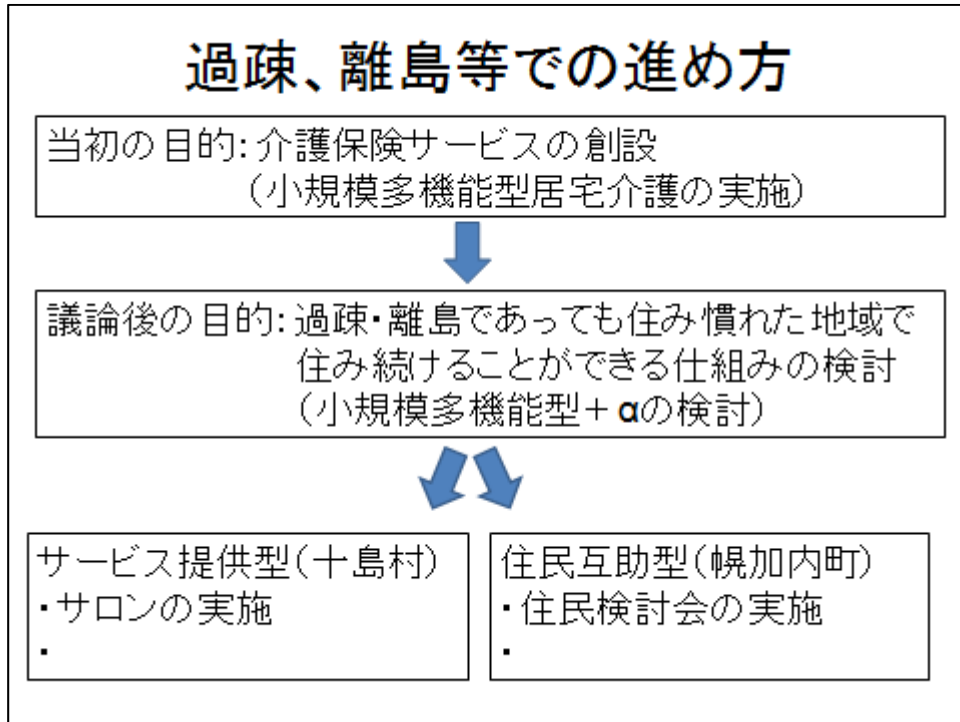 過疎、離島等での進め方
当初の目的：介護保険サービスの創設
（小規模多機能型居宅介護の実施）
議論後の目的：過疎・離島であっても住み慣れた地域で
住み続けることができる仕組みの検討
（小規模多機能型＋αの検討）
サービス提供型（十島村）
・サロンの実施
・
住民互助型（幌加内町）
・住民検討会の実施
・